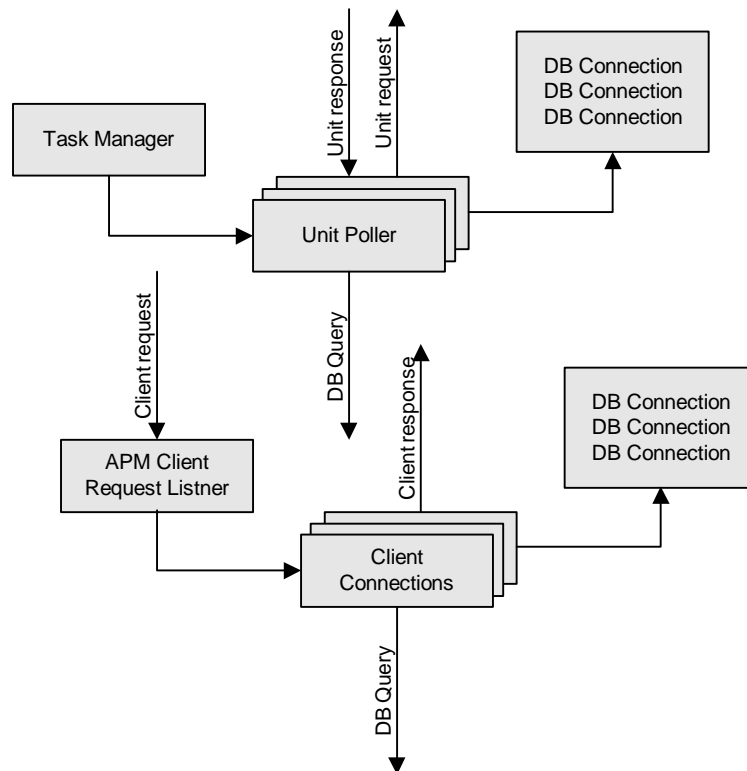 Unit response
Unit request
DB Connection
DB Connection
DB Connection
Task Manager
Unit Poller
Client request
DB Query
Client response
DB Connection
DB Connection
DB Connection
APM Client
Request Listner
Client
Connections
DB Query